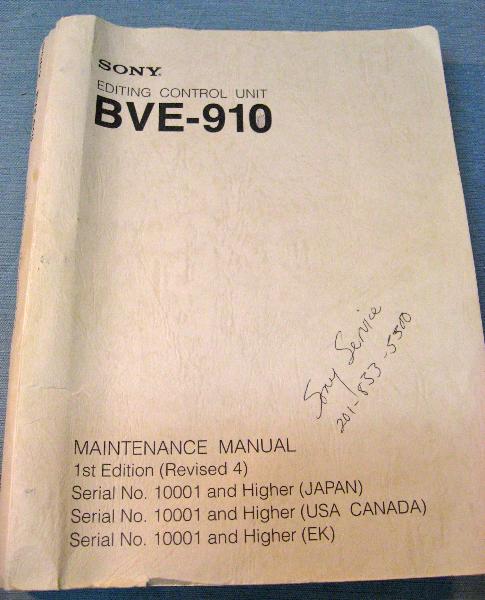 SONY
EDITING CONTROL UNIT
BVE-910
Sony Service
201-833-5300
MAINTENANCE MANUAL
1st Edition (Revised 4)
Serial No. 10001 and Higher (JAPAN)
Serial No. 10001 and Higher (USA CANADA)
Serial No. 10001 and Higher (EK)